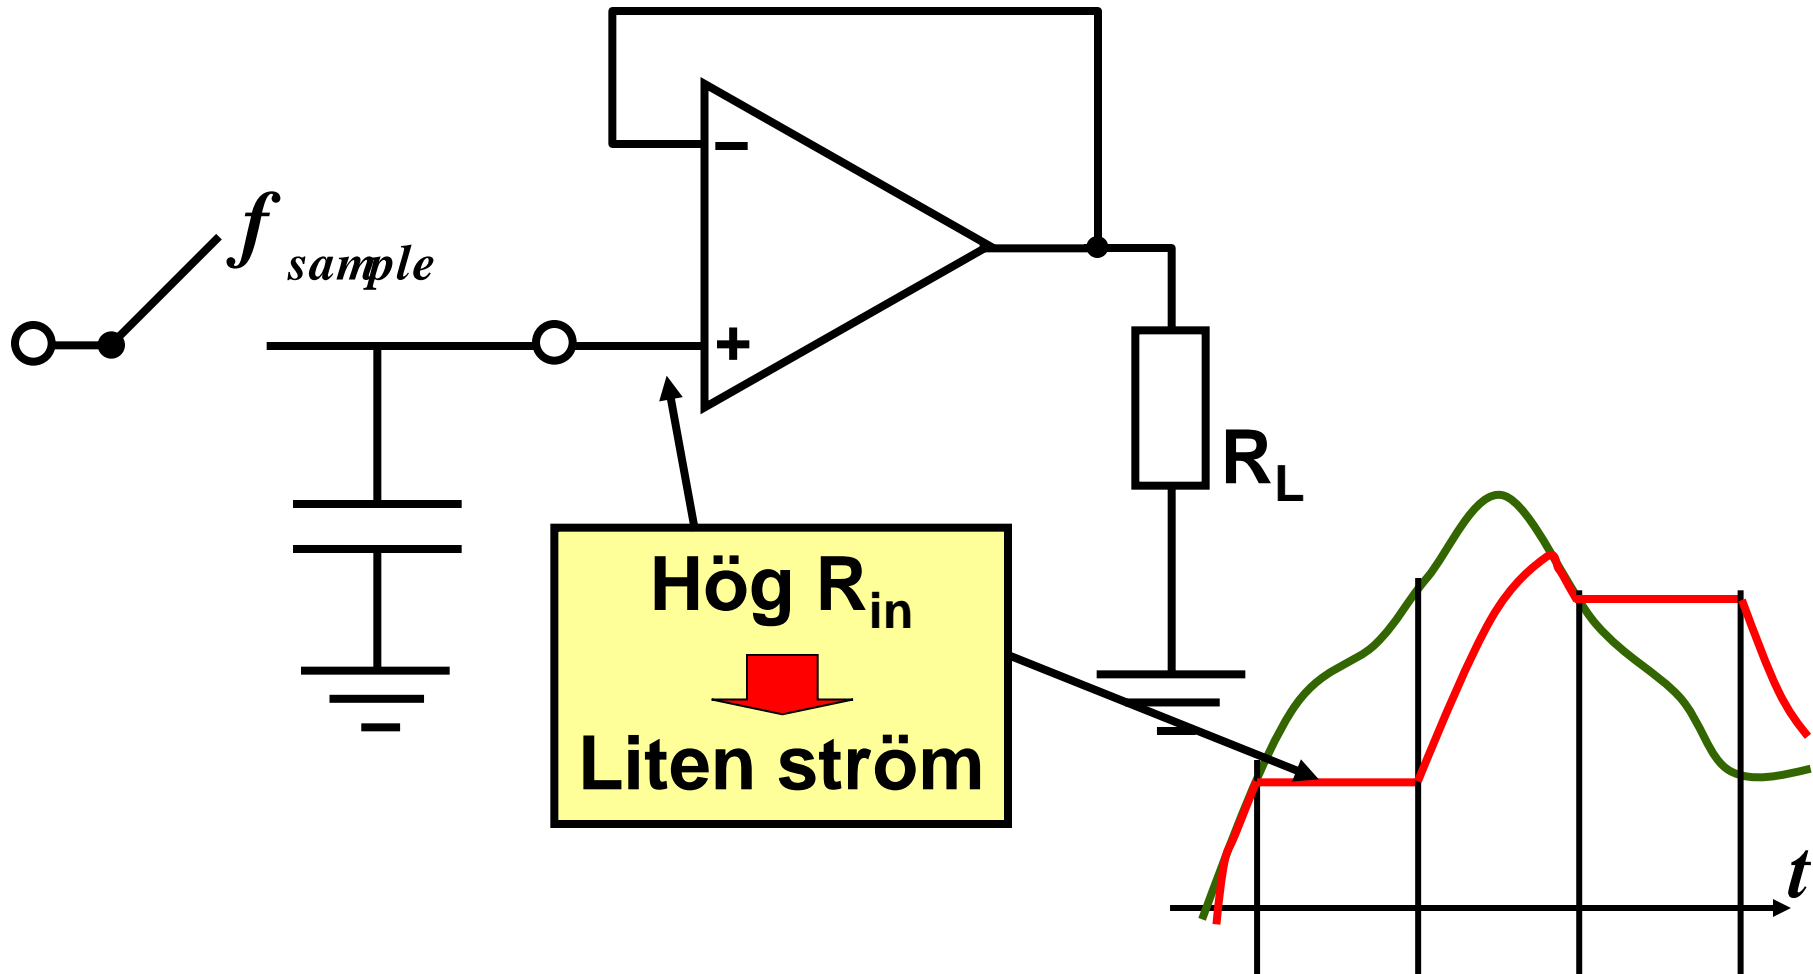 f sample
−
+
R L
Hög R in
Liten ström
t